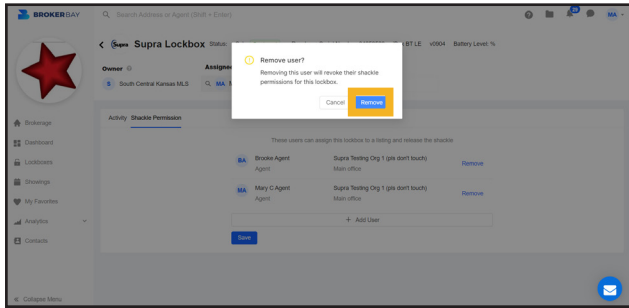 BROKERBAY
Search Address or Agent (Shift + Enter)
29
MA
Supra Supra Lockbox Status:
BT LE v0904 Battery Level: %
Owner
Assigned
S South Central Kansas MLS
MA
Remove user?
Removing this user will revoke their shackle
permissions for this lockbox.
Cancel Remove
Brokerage
Dashboard
Lockboxes
Showings
My Favorites
Analytics
Contacts
Collapse Menu
Activity Shackle Permission
These users can assign this lockbox to a listing and release the shackle
BA Brooke Agent Supra Testing Org 1 (pls don't touch) Remove
Agent Main office
MA Mary C Agent Supra Testing Org 1 (pls don't touch) Remove
Agent Main office
+ Add User
Save